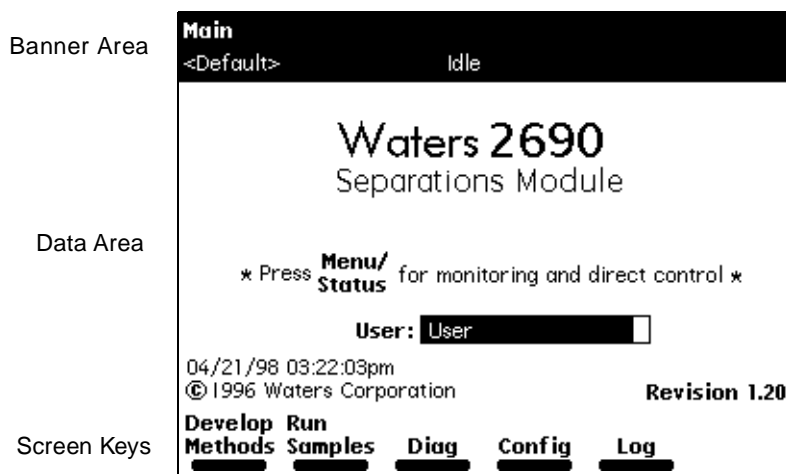 Banner Area
Main
<Default> Idle
Waters 2690
Separations Module
Data Area
* Press Menu/
Status for monitoring and direct control *
User: User
04/21/98 03:22:03pm
© 1996 Waters Corporation Revision 1.20
Screen Keys
Develop Run
Methods Samples Diag Config Log